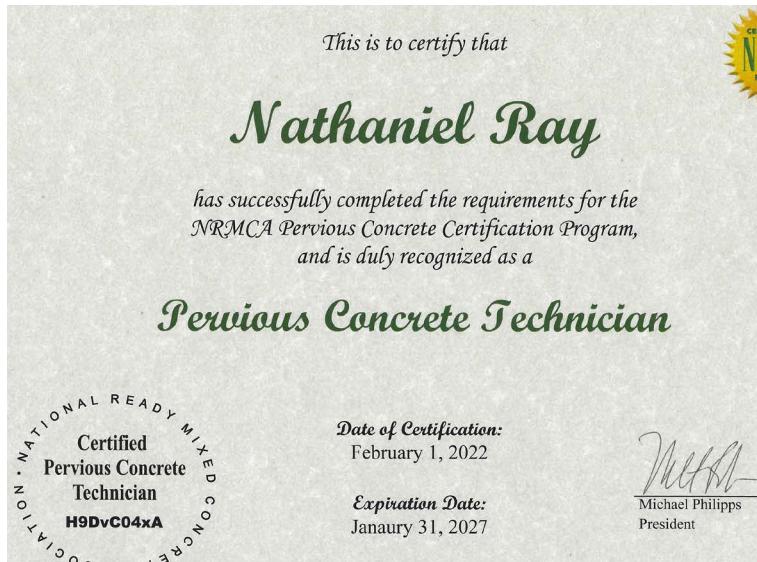 This is to certify that
Nathaniel Ray
has successfully completed the requirements for the
NRMCA Pervious Concrete Certification Program,
and is duly recognized as a
Pervious Concrete Technician
NATIONAL READY MIXED
Certified
Pervious Concrete
Technician
H9DvC04xA
Date of Certification:
February 1, 2022
Expiration Date:
Janaury 31, 2027
Michael Philipps
President